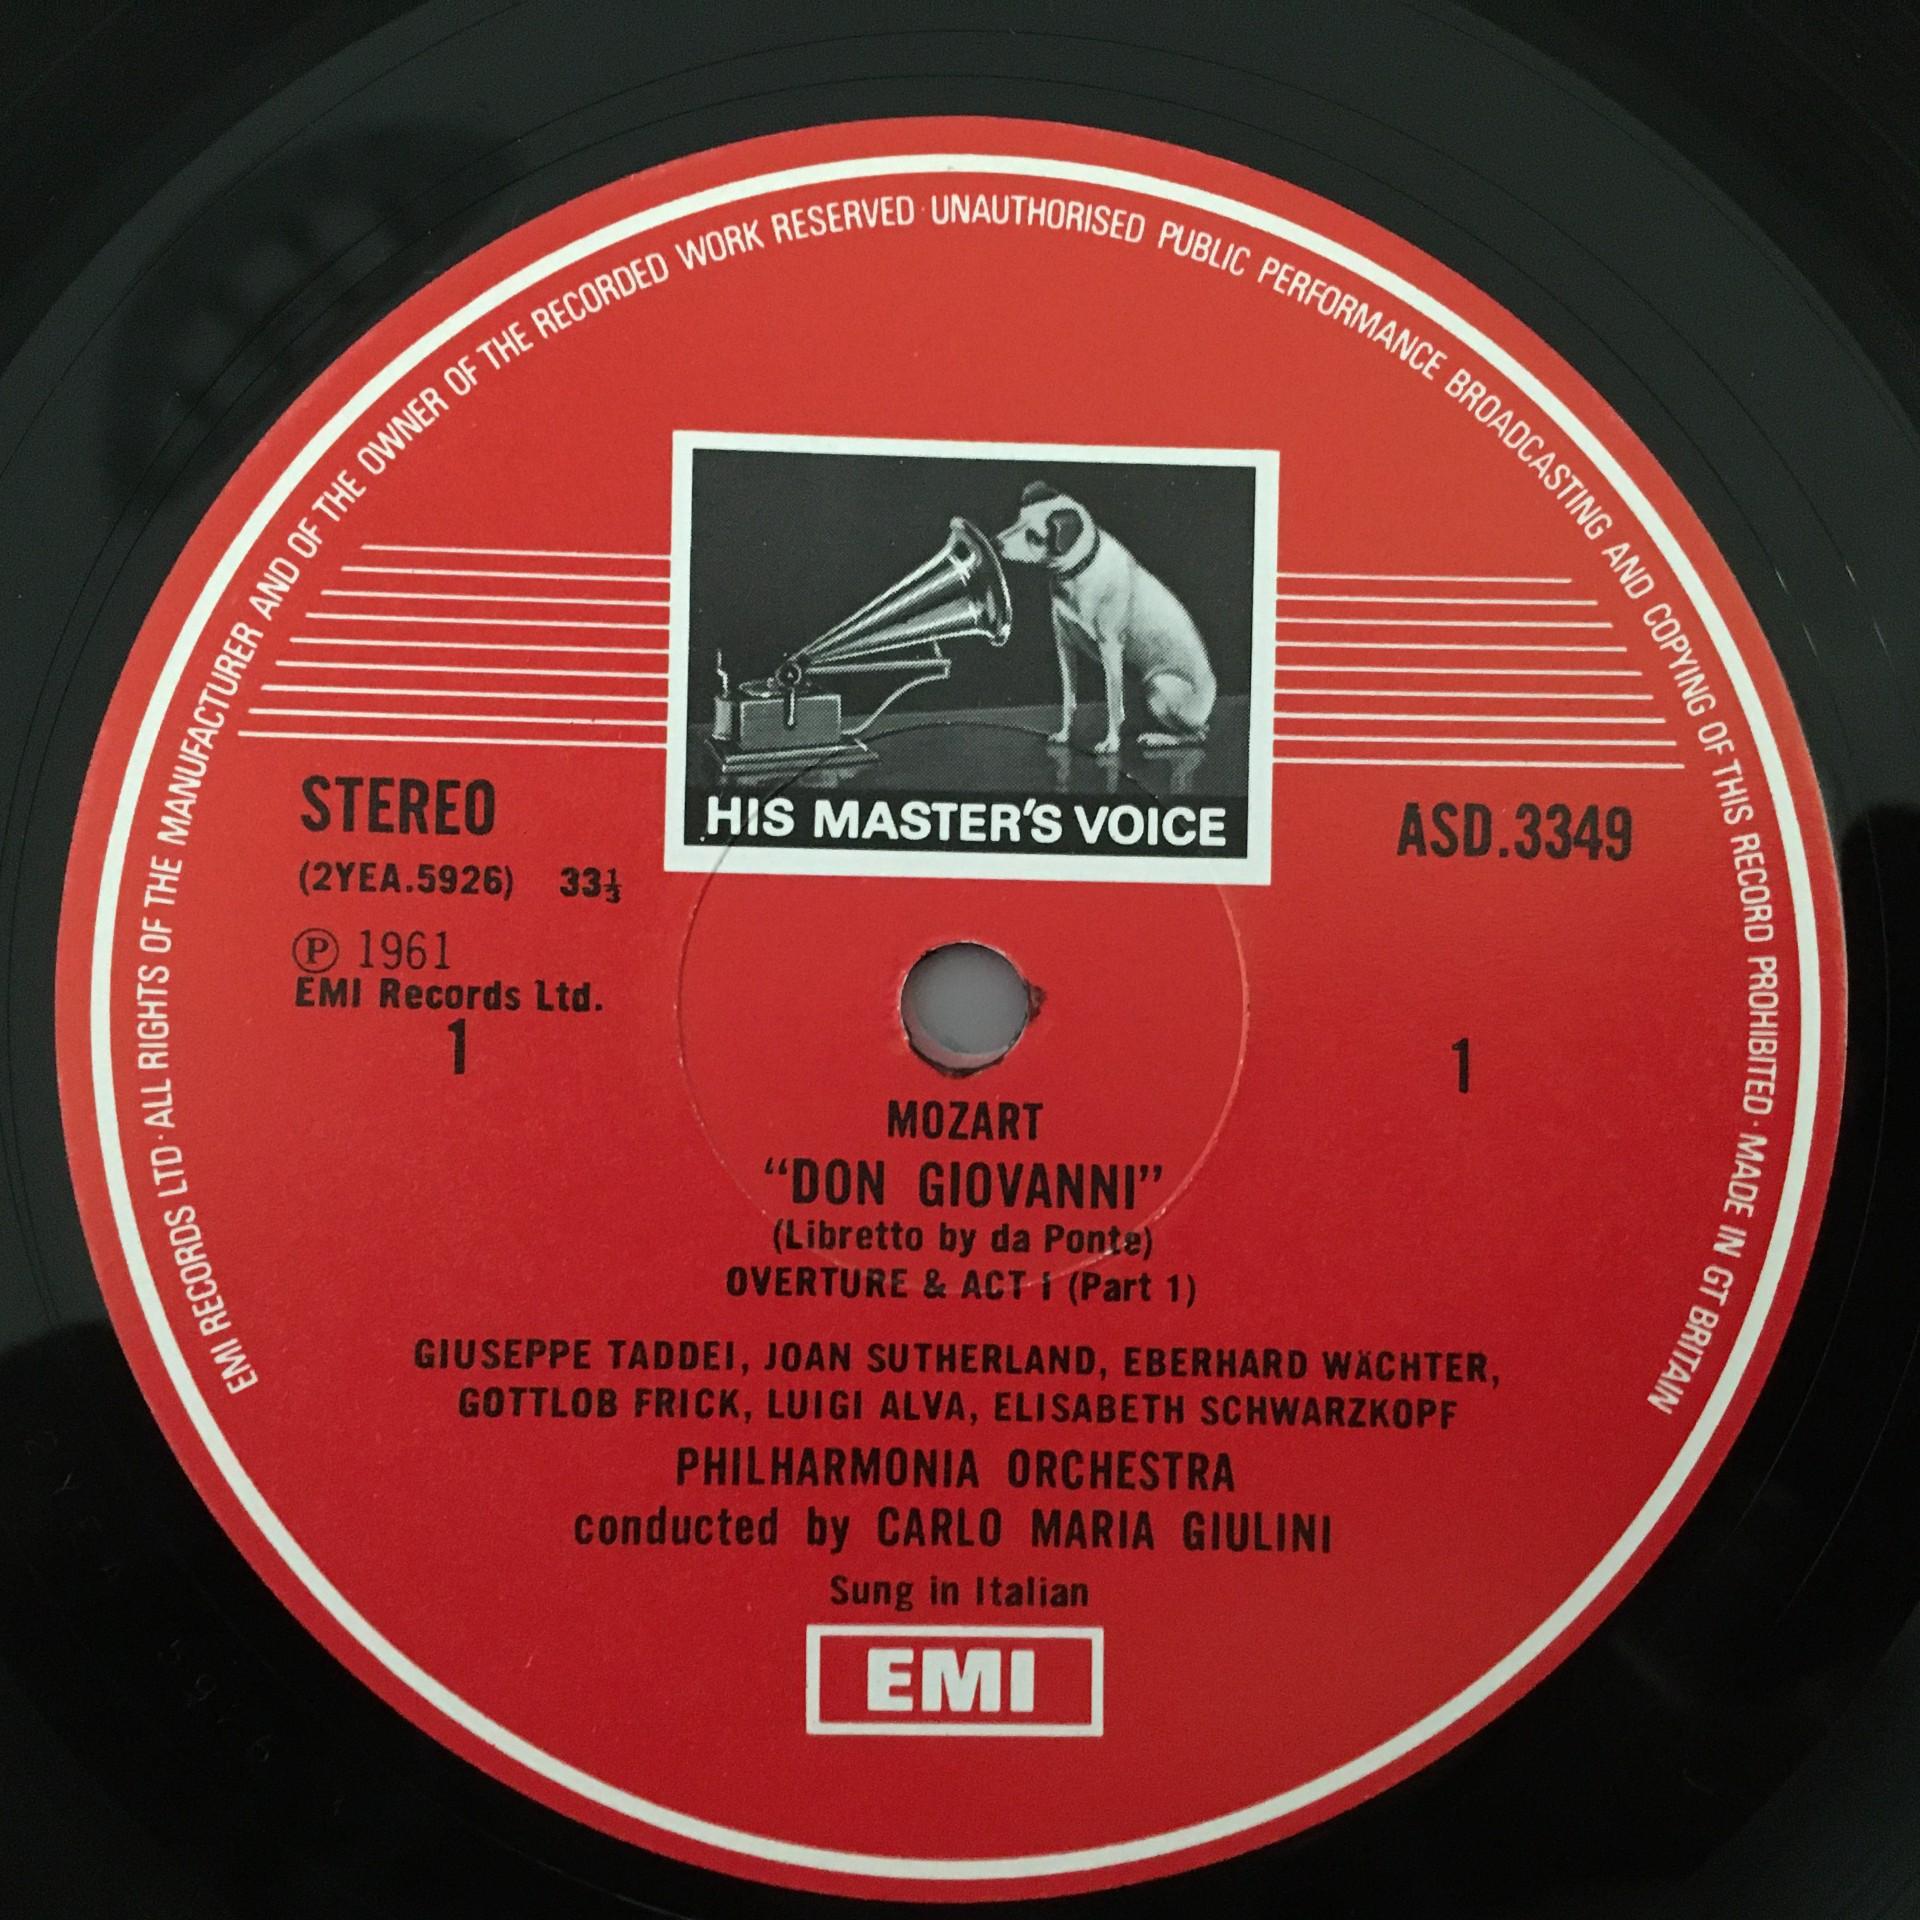 EMI RECORDS LTD · ALL RIGHTS OF THE MANUFACTURER AND OF THE OWNER OF THE RECORDED WORK RESERVED · UNAUTHORISED PUBLIC PERFORMANCE BROADCASTING AND COPYING OF THIS RECORD PROHIBITED · MADE IN GT BRITAIN
HIS MASTER'S VOICE
STEREO
ASD.3349
(2YEA.5926) 33⅓
Ⓟ 1961
EMI Records Ltd.
1
1
MOZART
“DON GIOVANNI”
(Libretto by da Ponte)
OVERTURE & ACT I (Part 1)
GIUSEPPE TADDEI, JOAN SUTHERLAND, EBERHARD WÄCHTER,
GOTTLOB FRICK, LUIGI ALVA, ELISABETH SCHWARZKOPF
PHILHARMONIA ORCHESTRA
conducted by CARLO MARIA GIULINI
Sung in Italian
EMI